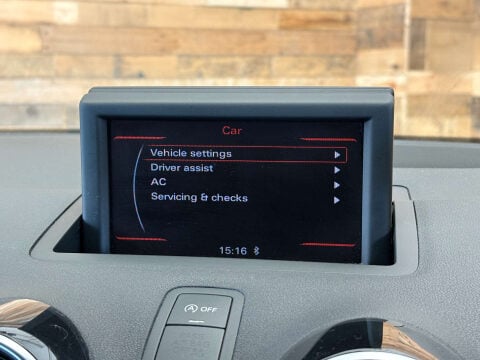 Car
Vehicle settings
Driver assist
AC
Servicing & checks
15:16
A OFF